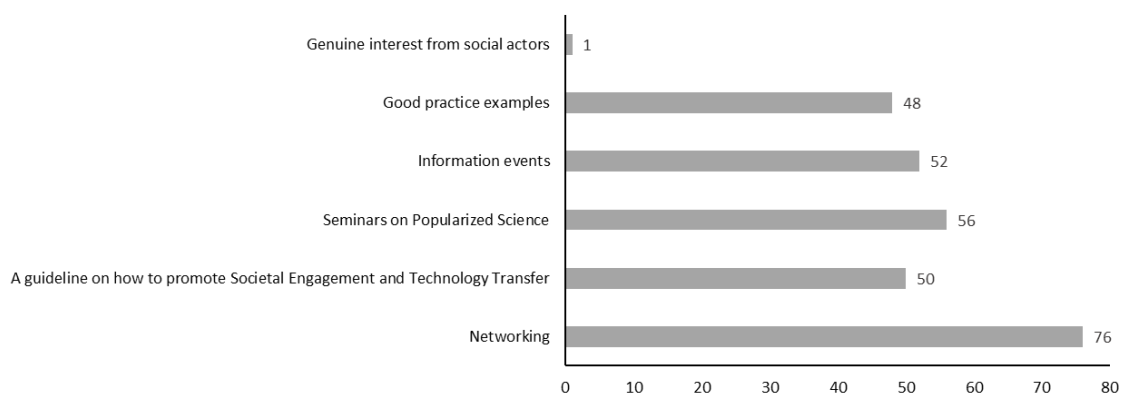 Genuine interest from social actors 1
Good practice examples 48
Information events 52
Seminars on Popularized Science 56
A guideline on how to promote Societal Engagement and Technology Transfer 50
Networking 76
0 10 20 30 40 50 60 70 80